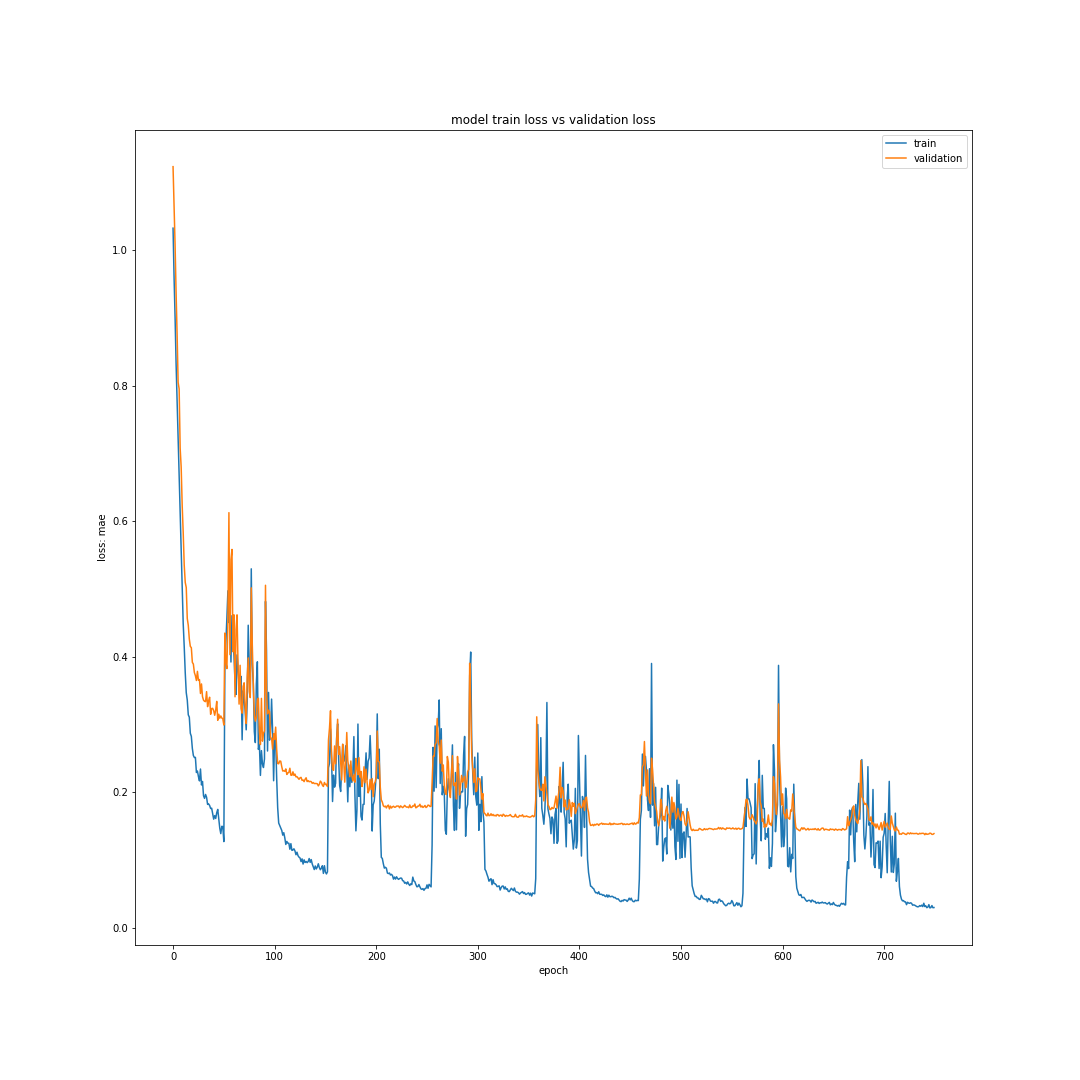 model train loss vs validation loss
train
validation
1.0
0.8
0.6
0.4
0.2
0.0
loss: mae
0 100 200 300 400 500 600 700
epoch